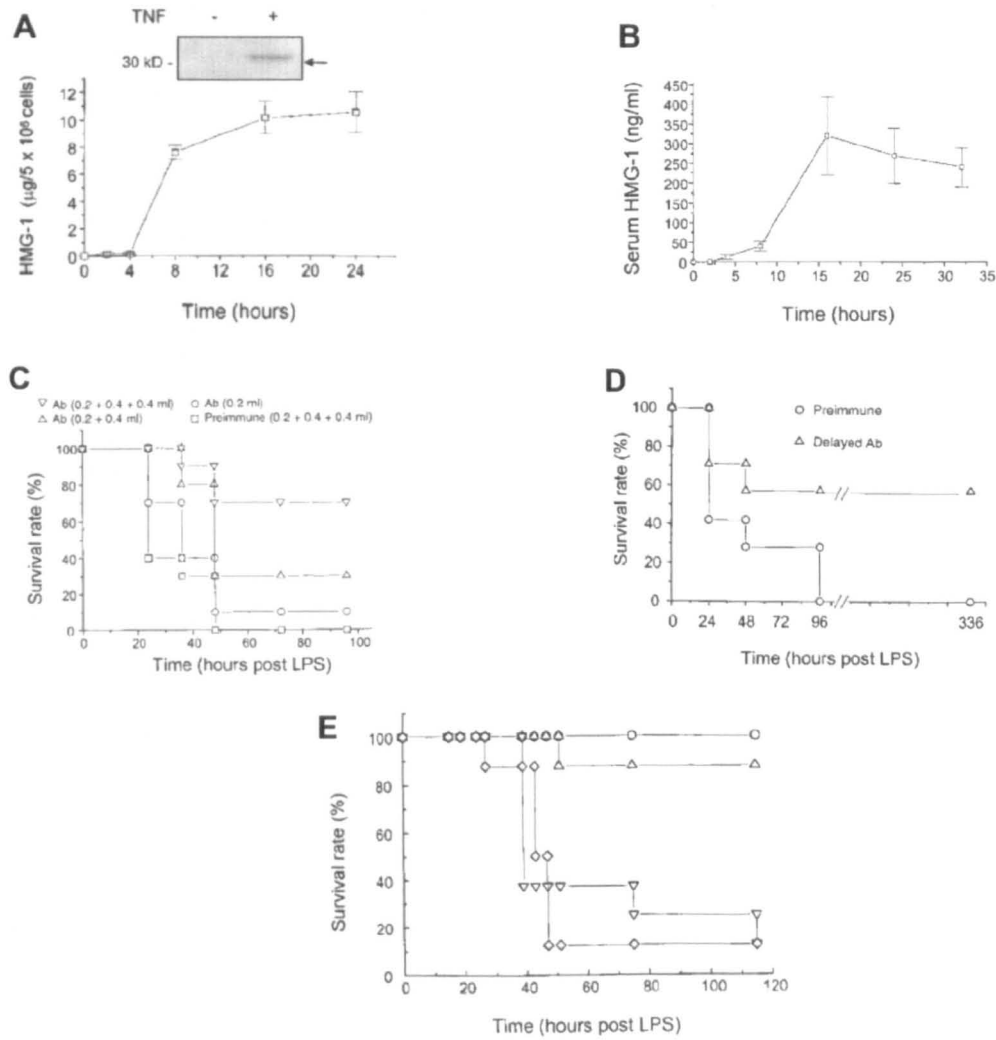 A
TNF - +
30 kD -
HMG-1 (µg/5 x 10⁶ cells)
12
10
8
6
4
2
0
0 4 8 12 16 20 24
Time (hours)
B
Serum HMG-1 (ng/ml)
450
400
350
300
250
200
150
100
50
0
0 5 10 15 20 25 30 35
Time (hours)
C
▽ Ab (0.2 + 0.4 + 0.4 ml) ○ Ab (0.2 ml)
△ Ab (0.2 + 0.4 ml) □ Preimmune (0.2 + 0.4 + 0.4 ml)
Survival rate (%)
100
80
60
40
20
0
0 20 40 60 80 100
Time (hours post LPS)
D
○ Preimmune
△ Delayed Ab
Survival rate (%)
100
80
60
40
20
0
0 24 48 72 96 336
Time (hours post LPS)
E
Survival rate (%)
100
80
60
40
20
0
0 20 40 60 80 100 120
Time (hours post LPS)